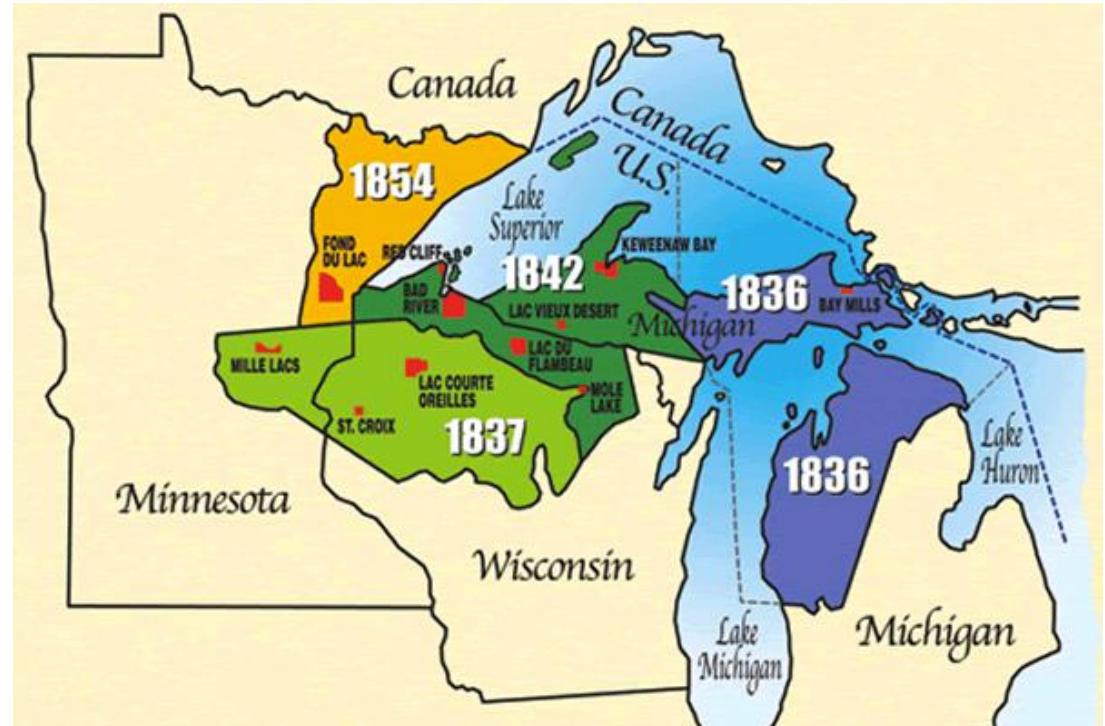 Canada
Canada
U.S.
1854
Lake
Superior
FOND
DU LAC
RED CLIFF
KEWEENAW BAY
1842
BAD
RIVER
LAC VIEUX DESERT
1836
BAY MILLS
Michigan
MILLE LACS
LAC DU
FLAMBEAU
LAC COURTE
OREILLES
MOLE
LAKE
ST. CROIX
1837
1836
Lake
Huron
Minnesota
Wisconsin
Lake
Michigan
Michigan